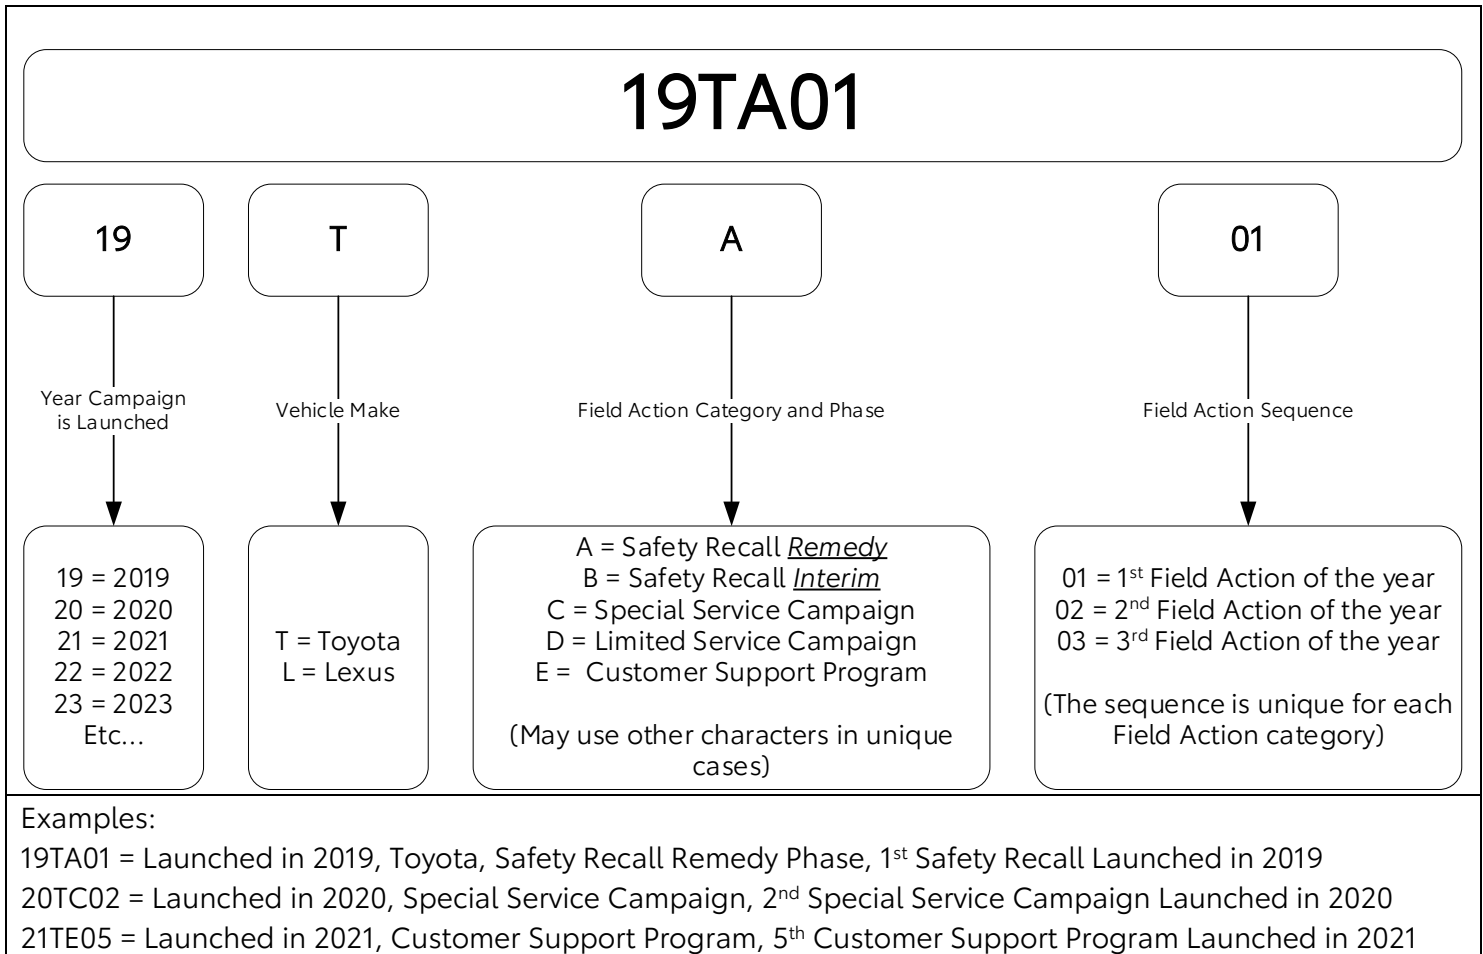 19TA01
19
T
A
01
Year Campaign
is Launched
Vehicle Make
Field Action Category and Phase
Field Action Sequence
19 = 2019
20 = 2020
21 = 2021
22 = 2022
23 = 2023
Etc...
T = Toyota
L = Lexus
A = Safety Recall Remedy
B = Safety Recall Interim
C = Special Service Campaign
D = Limited Service Campaign
E =  Customer Support Program
(May use other characters in unique
cases)
01 = 1st Field Action of the year
02 = 2nd Field Action of the year
03 = 3rd Field Action of the year
(The sequence is unique for each
Field Action category)
Examples:
19TA01 = Launched in 2019, Toyota, Safety Recall Remedy Phase, 1st Safety Recall Launched in 2019
20TC02 = Launched in 2020, Special Service Campaign, 2nd Special Service Campaign Launched in 2020
21TE05 = Launched in 2021, Customer Support Program, 5th Customer Support Program Launched in 2021